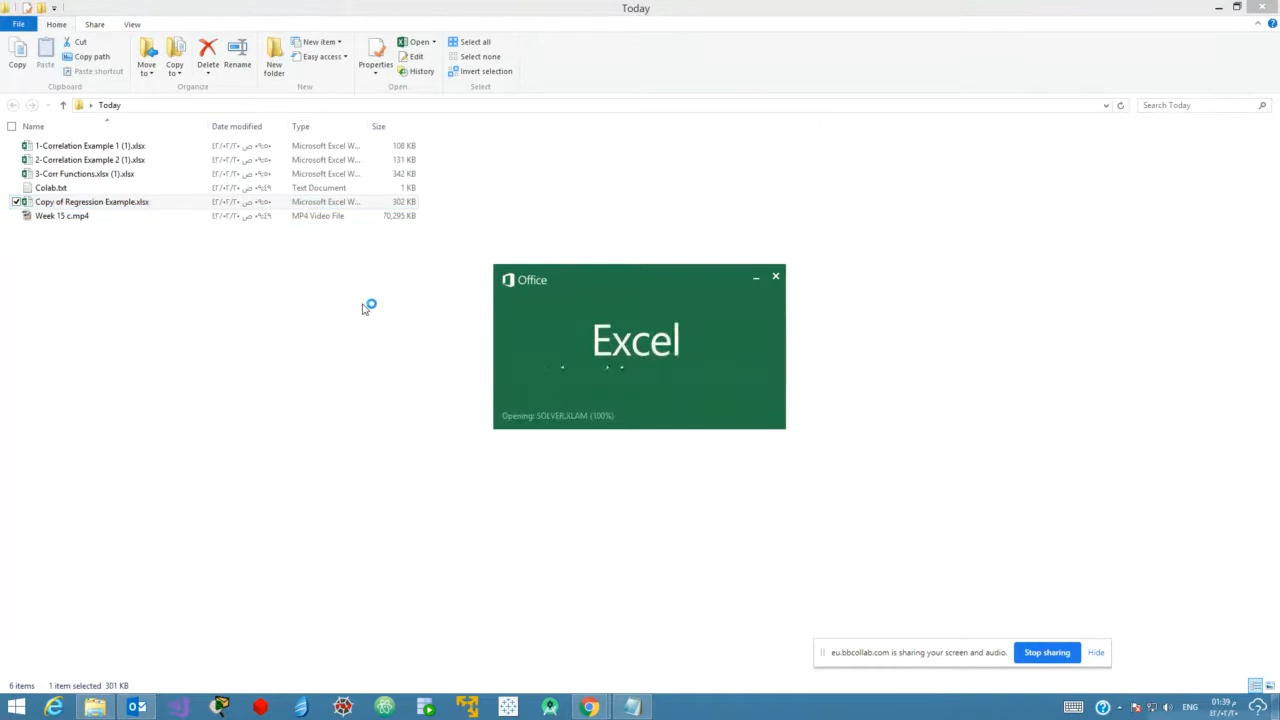 Today
File Home Share View
Copy
Paste
Cut
Copy path
Paste shortcut
Clipboard
Move to
Copy to
Delete
Rename
Organize
New folder
New item
Easy access
New
Properties
Open
Edit
History
Open
Select all
Select none
Invert selection
Select
Today
Search Today
Name Date modified Type Size
1-Correlation Example 1 (1).xlsx Microsoft Excel W... 108 KB
2-Correlation Example 2 (1).xlsx Microsoft Excel W... 131 KB
3-Corr Functions.xlsx (1).xlsx Microsoft Excel W... 342 KB
Colab.txt Text Document 1 KB
Copy of Regression Example.xlsx Microsoft Excel W... 302 KB
Week 15 c.mp4 MP4 Video File 70,295 KB
Office
Excel
Opening: SOLVER.XLAM (100%)
eu.bbcollab.com is sharing your screen and audio.
Stop sharing
Hide
6 items 1 item selected 301 KB
ENG